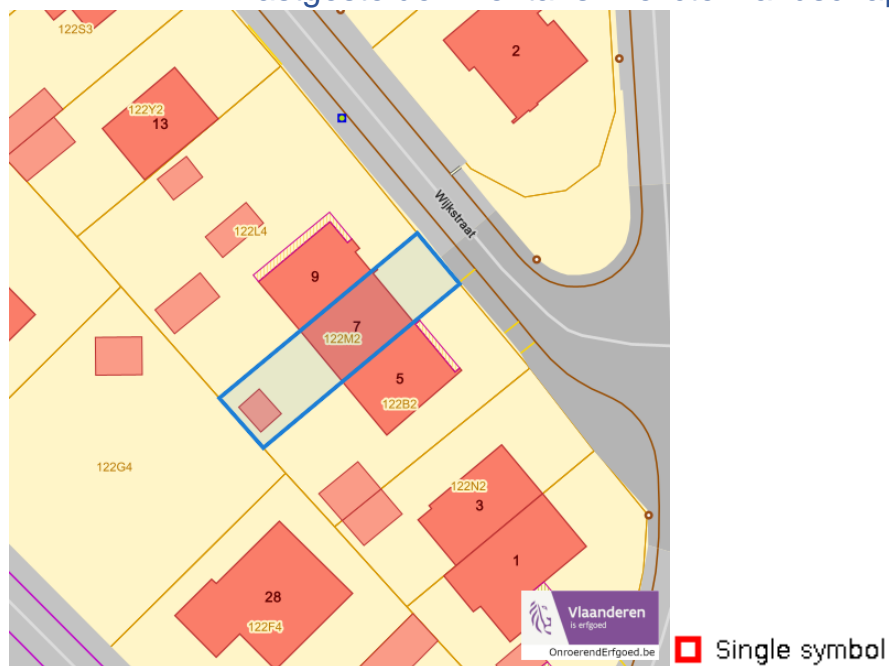 122S3
2
122Y2
13
Wijkstraat
122L4
9
7
122M2
5
122B2
122G4
122N2
3
1
28
122F4
Vlaanderen
is erfgoed
OnroerendErfgoed.be
Single symbol